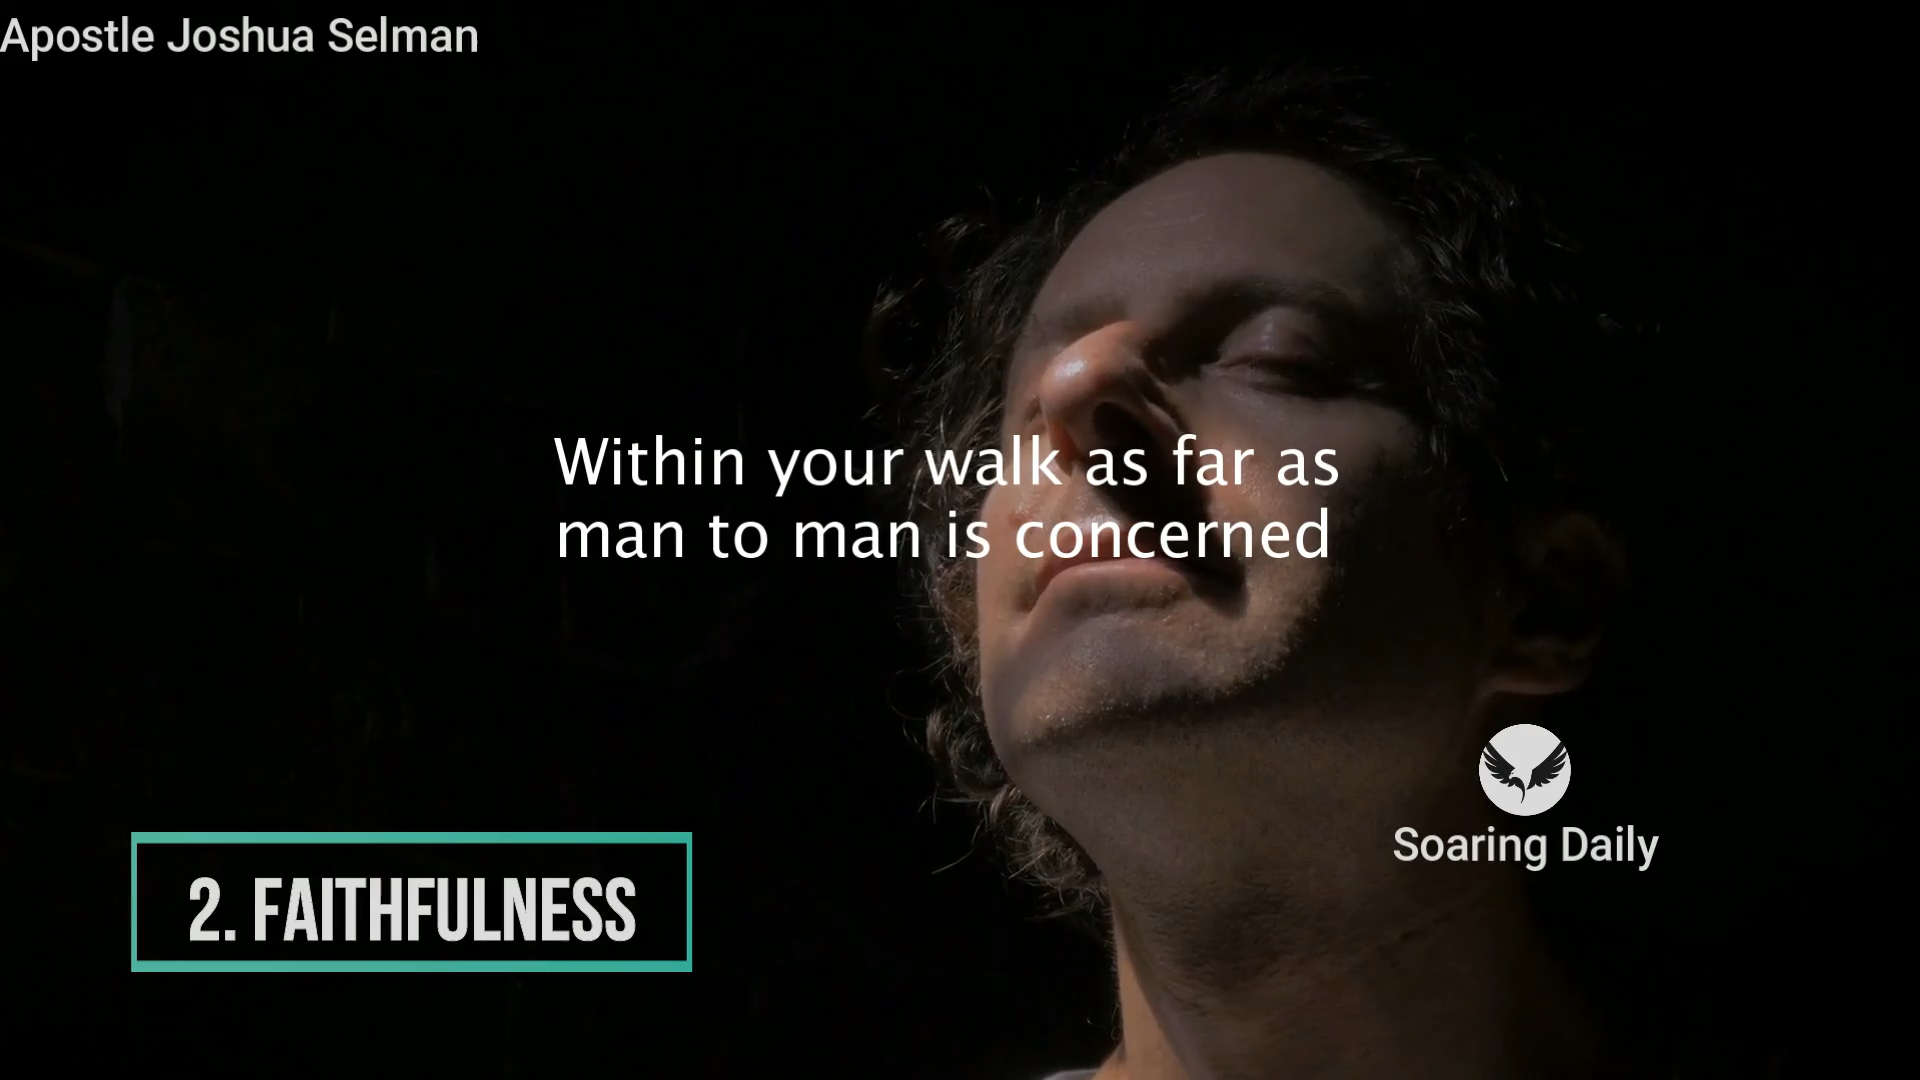 Apostle Joshua Selman
Within your walk as far as
man to man is concerned
Soaring Daily
2. FAITHFULNESS